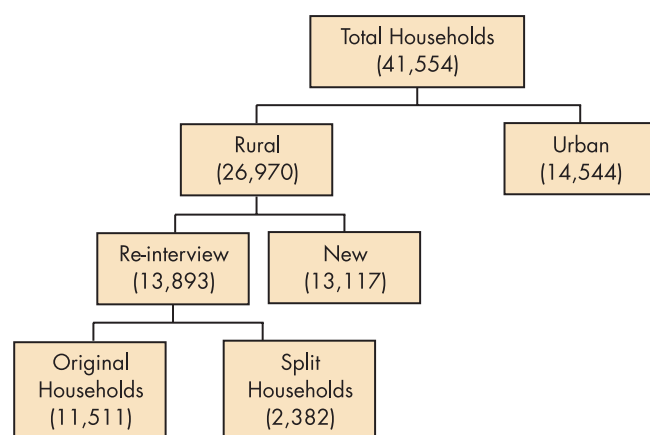 Total Households
(41,554)
Rural
(26,970)
Urban
(14,544)
Re-interview
(13,893)
New
(13,117)
Original
Households
(11,511)
Split
Households
(2,382)